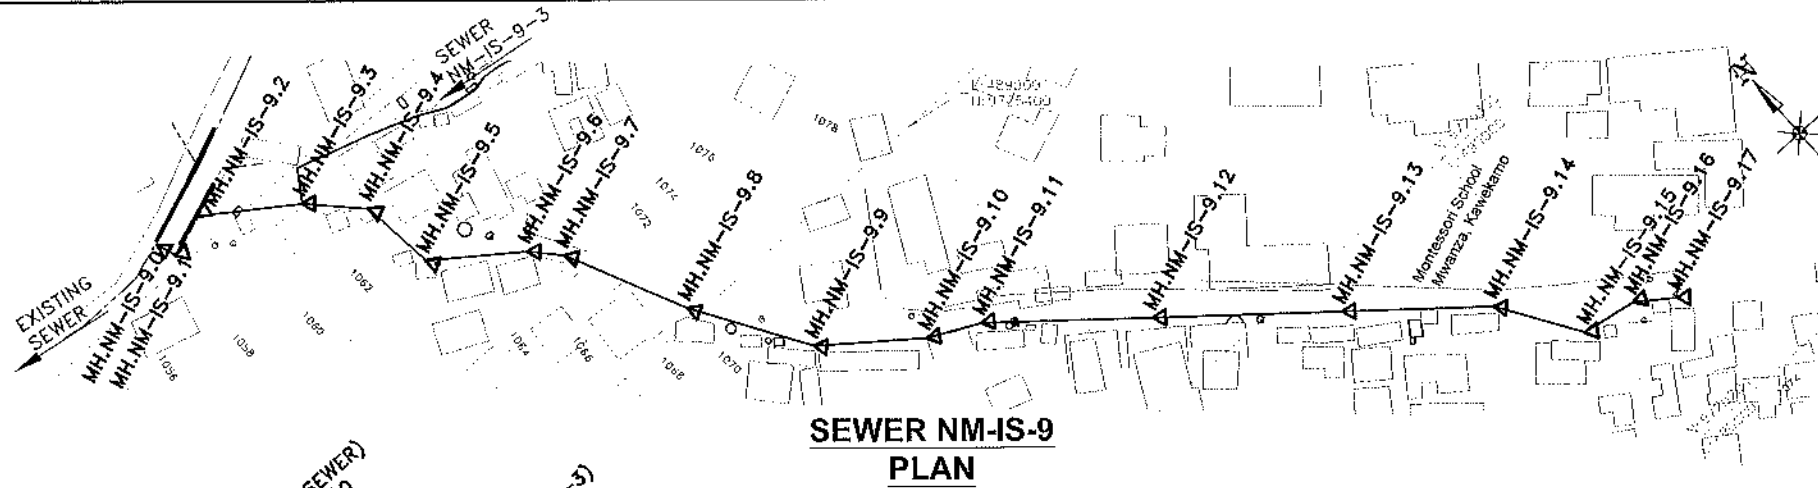 SEWER
NM-IS-9-3
MH.NM-IS-9.2
MH.NM-IS-9.3
MH.NM-IS-9.4
MH.NM-IS-9.5
MH.NM-IS-9.6
MH.NM-IS-9.7
MH.NM-IS-9.8
MH.NM-IS-9.9
MH.NM-IS-9.10
MH.NM-IS-9.11
MH.NM-IS-9.12
MH.NM-IS-9.13
Montessori School
Mwanza, Kawekamo
MH.NM-IS-9.14
MH.NM-IS-9.15
MH.NM-IS-9.16
MH.NM-IS-9.17
N
1078
1076
1074
1072
EXISTING
SEWER
MH.NM-IS-9.0
MH.NM-IS-9.1
1056
1058
1060
1062
1064
1066
1068
1070
SEWER NM-IS-9
PLAN
SEWER)
-3)